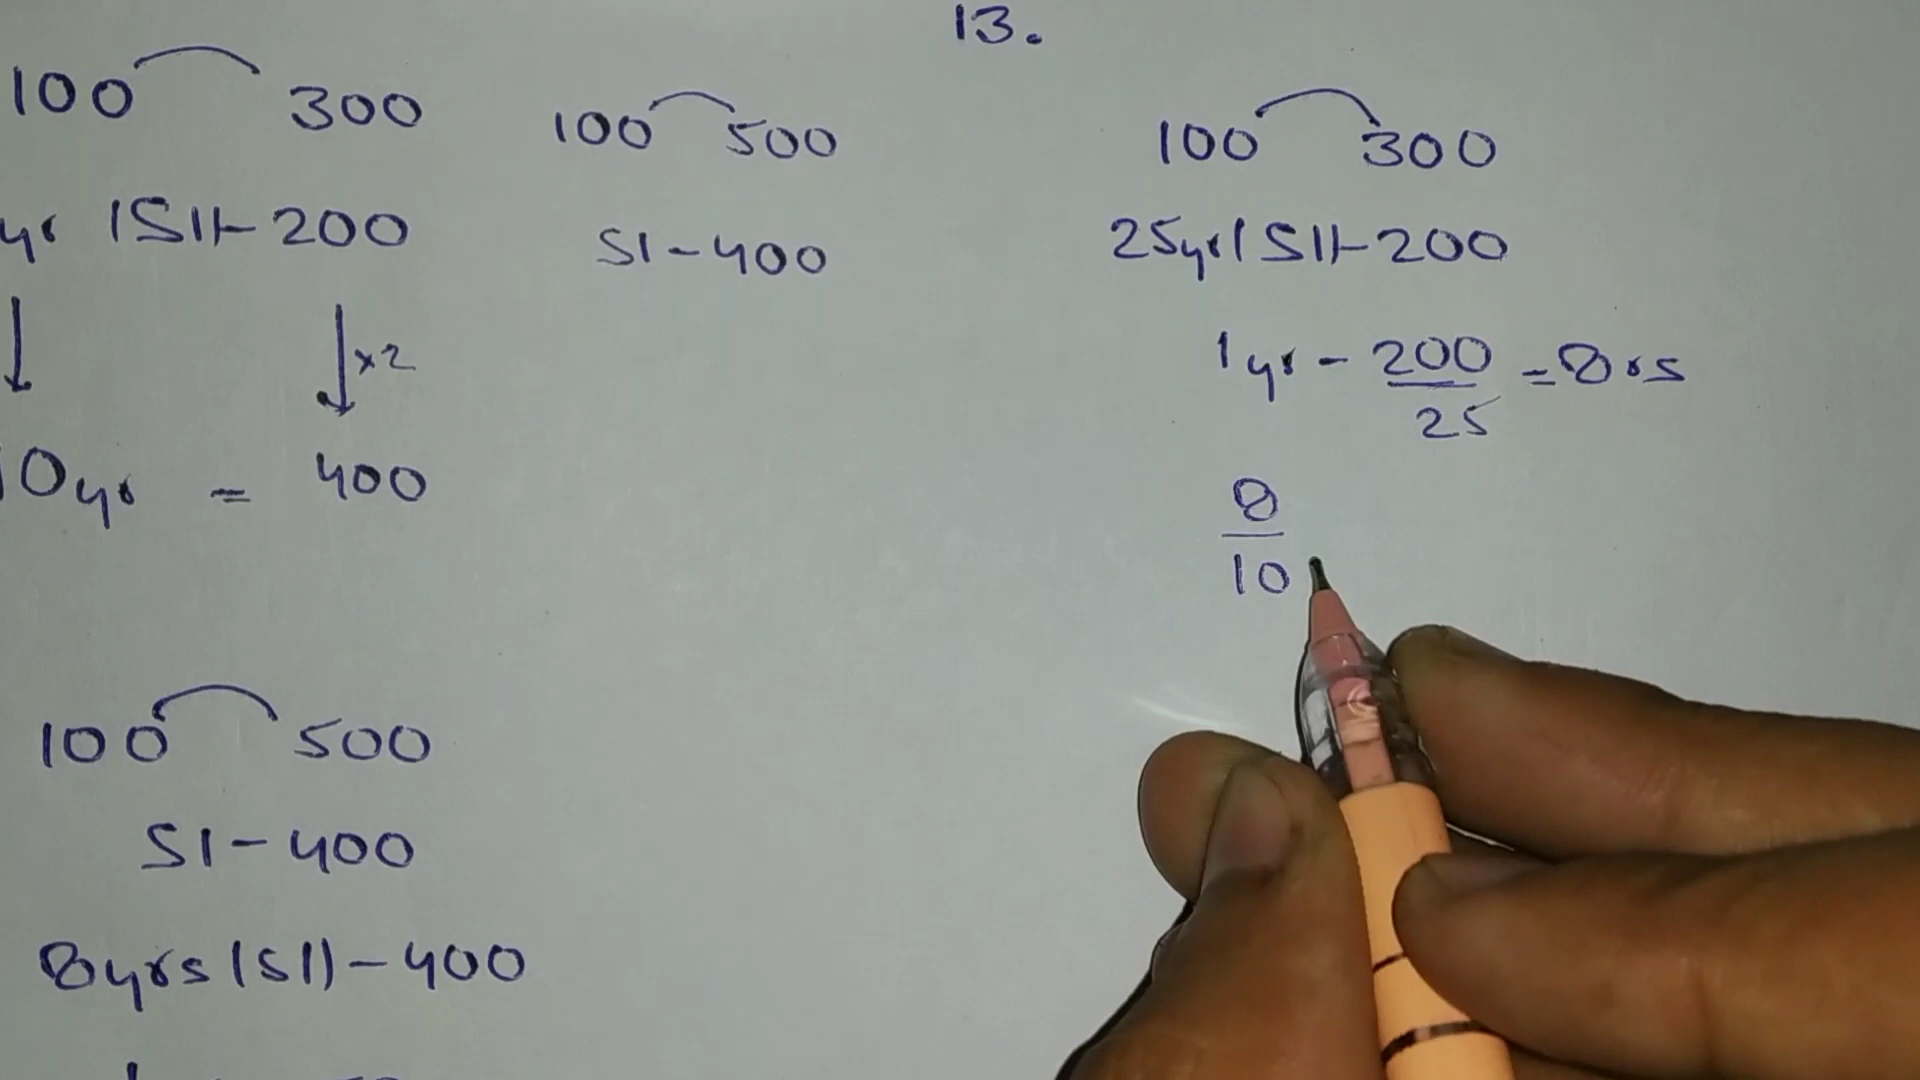 13.
100 300
yr (SI) - 200
↓ ↓ x2
10yr = 400
100 500
SI - 400
8yrs (SI) - 400
100 500
SI - 400
100 300
25yr (SI) - 200
1yr - 200/25 = 8rs
8/10